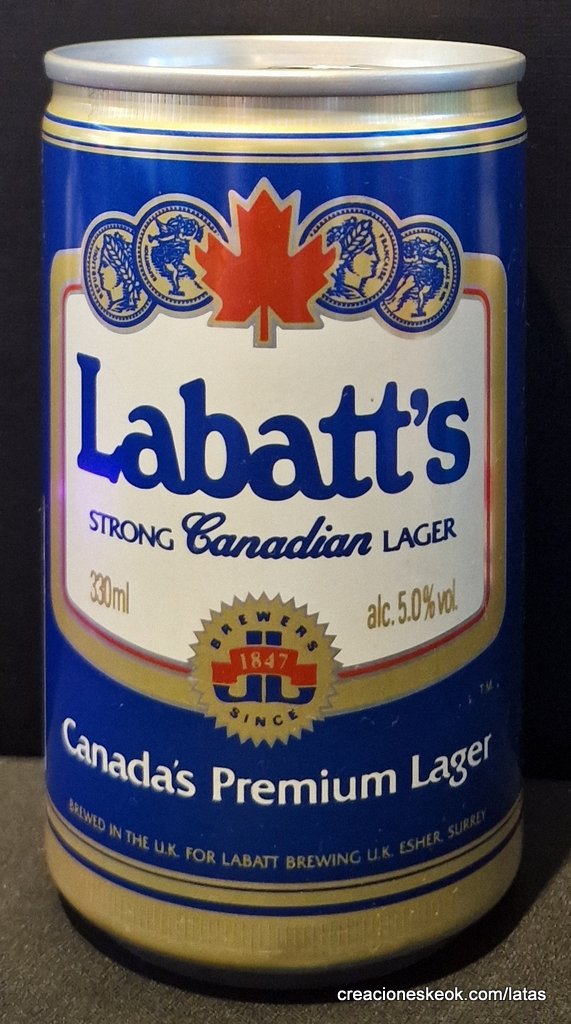 FRANCAISE
Labatt's
STRONG Canadian LAGER
330ml
alc. 5.0% vol.
BREWERS
1847
SINCE
TM
Canada's Premium Lager
BREWED IN THE U.K. FOR LABATT BREWING U.K. ESHER, SURREY
creacioneskeok.com/latas